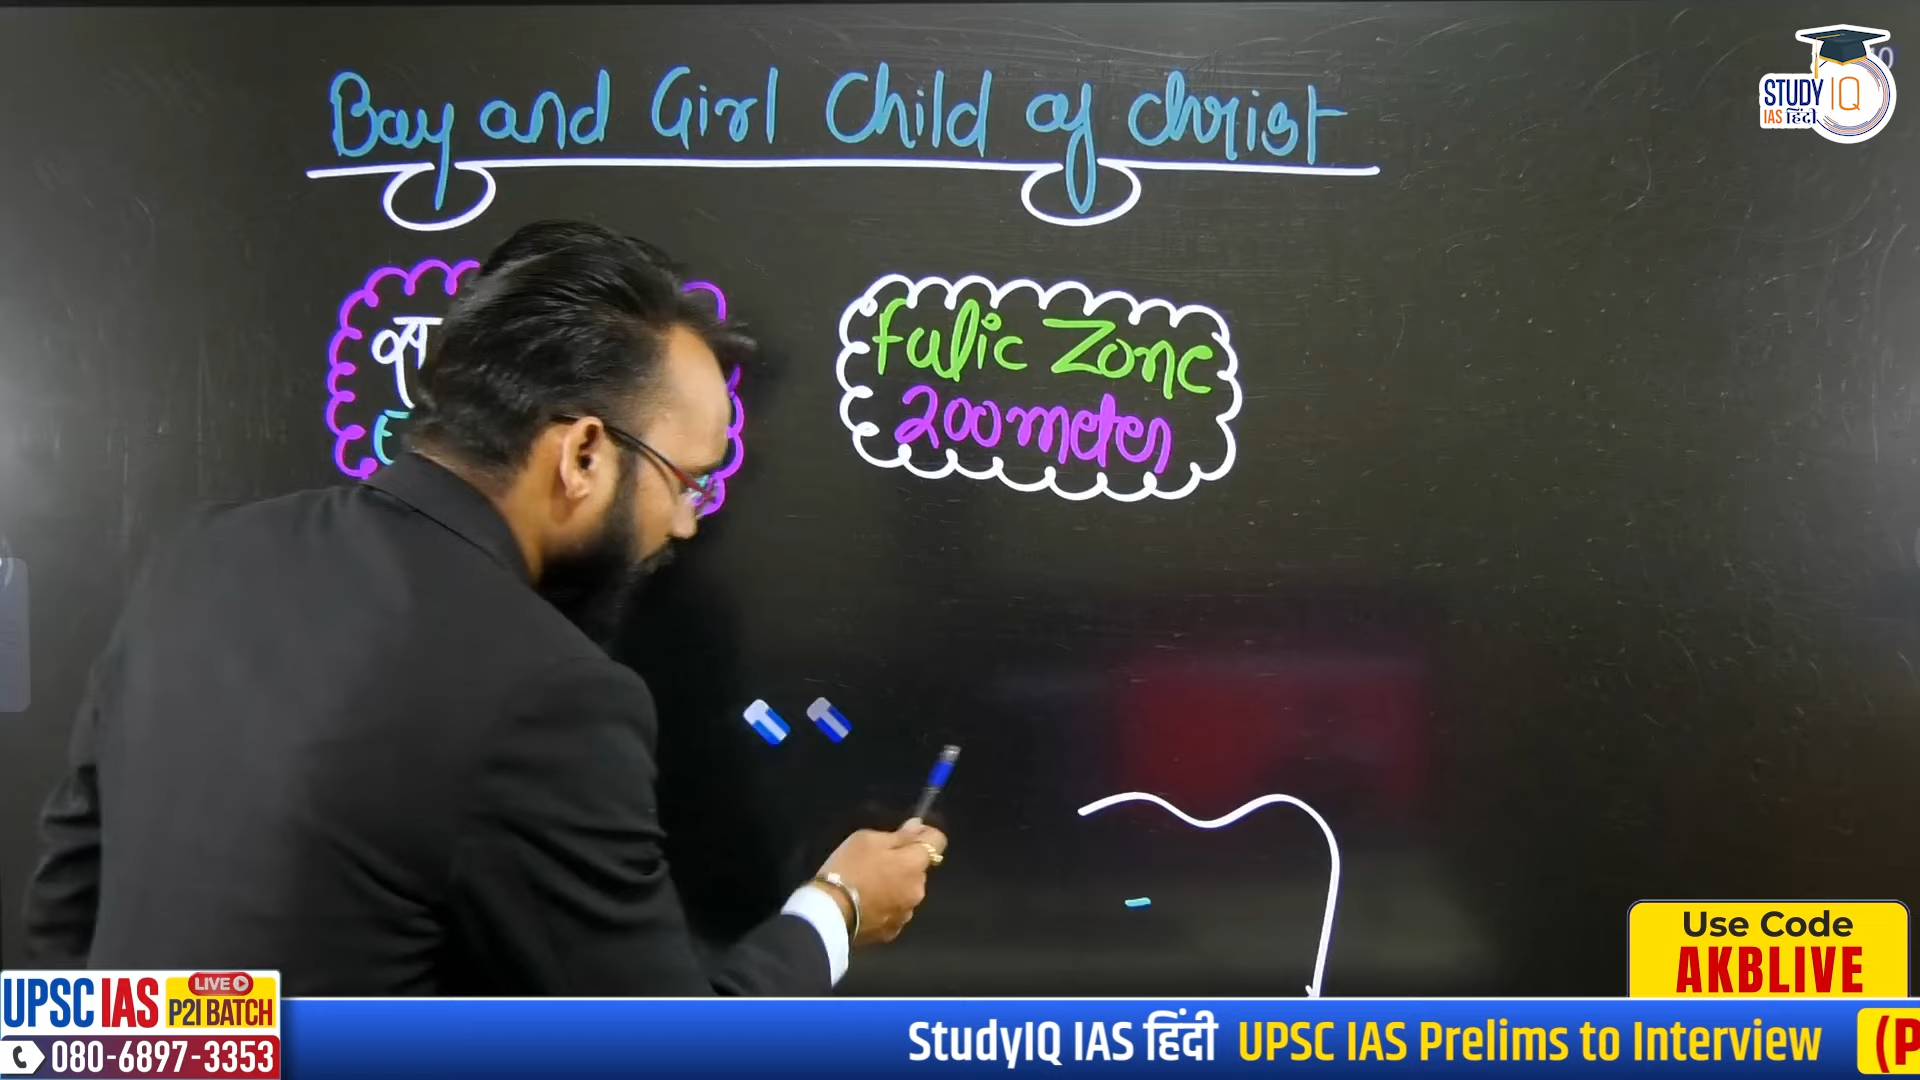 Bay and Girl Child of christ
STUDY IQ
IAS हिंदी
Falic Zone
200 meter
Use Code
AKBLIVE
UPSC IAS
LIVE
P2I BATCH
080-6897-3353
StudyIQ IAS हिंदी UPSC IAS Prelims to Interview (P